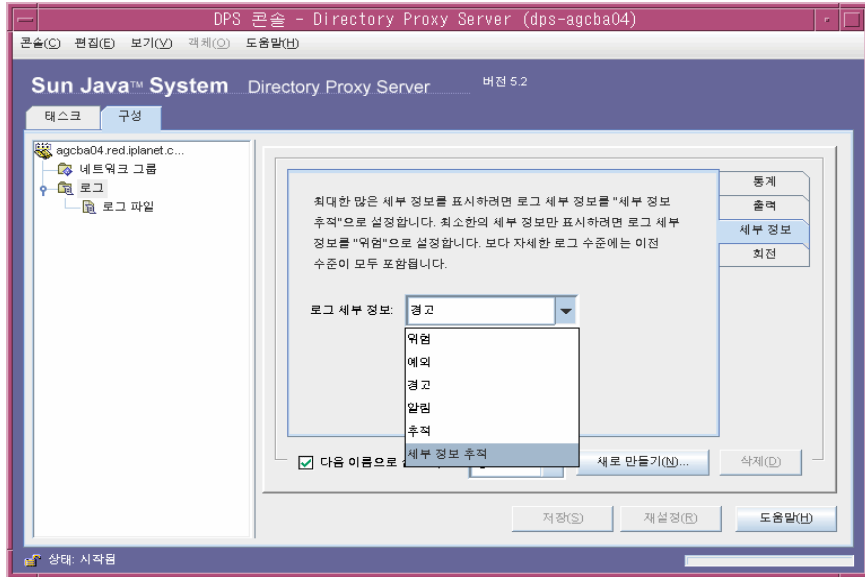 DPS 콘솔 - Directory Proxy Server (dps-agcba04)
콘솔(C) 편집(E) 보기(V) 객체(O) 도움말(H)
Sun Java™ System Directory Proxy Server 버전 5.2
태스크 구성
agcba04.red.iplanet.c...
네트워크 그룹
로그
로그 파일
최대한 많은 세부 정보를 표시하려면 로그 세부 정보를 "세부 정보
추적"으로 설정합니다. 최소한의 세부 정보만 표시하려면 로그 세부
정보를 "위험"으로 설정합니다. 보다 자세한 로그 수준에는 이전
수준이 모두 포함됩니다.
통계
출력
세부 정보
회전
로그 세부 정보: 경고
위험
예외
경고
알림
추적
세부 정보 추적
다음 이름으로 새로 만들기(N)... 삭제(D)
저장(S) 재설정(R) 도움말(H)
상태: 시작됨